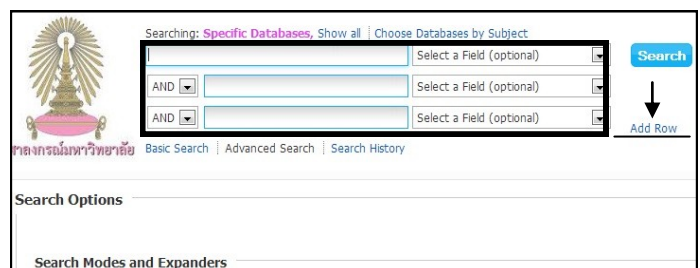 Searching: Specific Databases, Show all Choose Databases by Subject
Select a Field (optional) Search
AND Select a Field (optional)
AND Select a Field (optional) Add Row
าลงกรณ์มหาวิทยาลัย Basic Search Advanced Search Search History
Search Options
Search Modes and Expanders